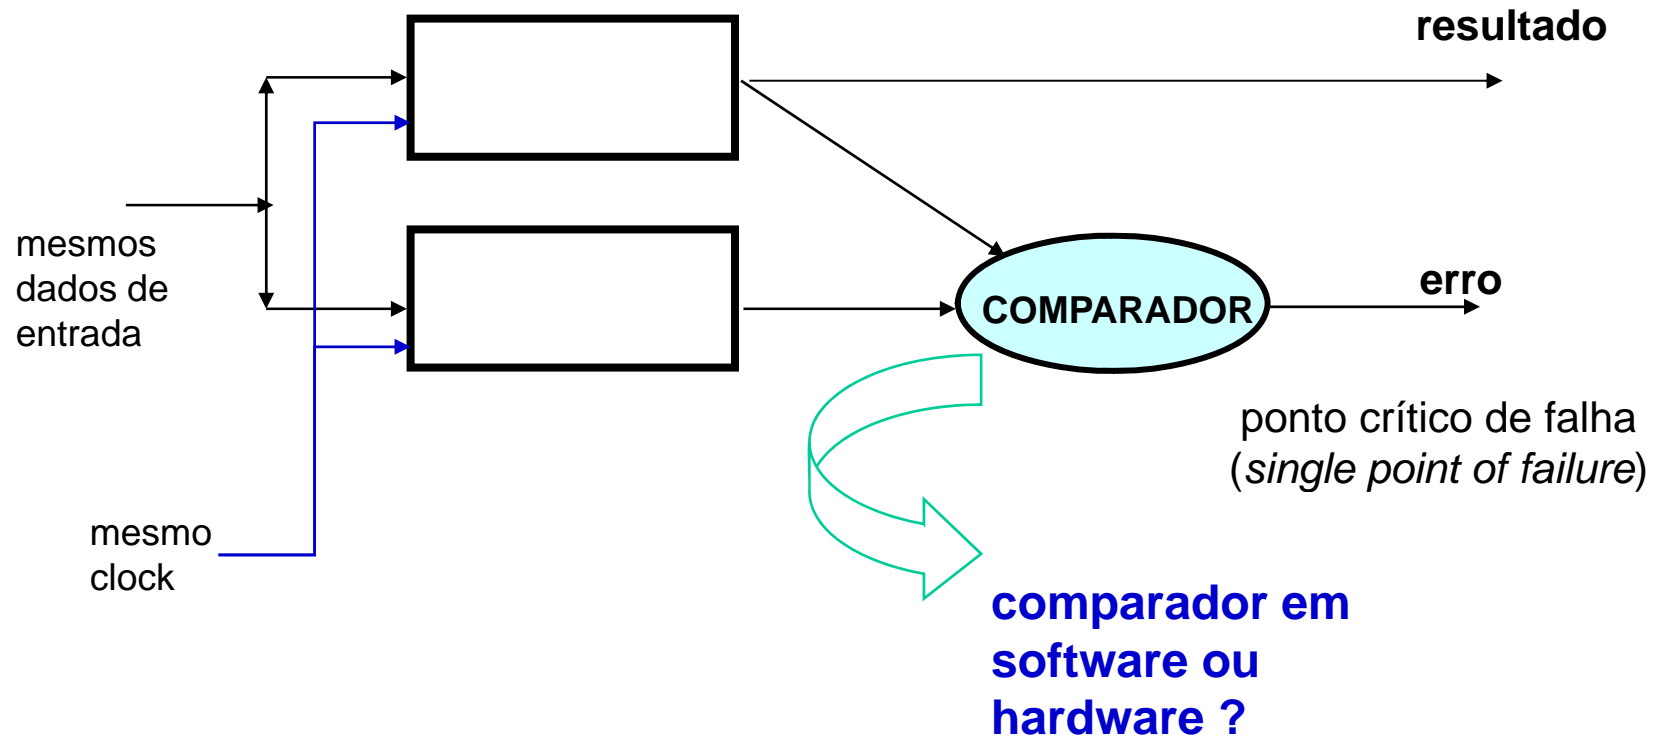 resultado
mesmos
dados de
entrada
erro
COMPARADOR
ponto crítico de falha
(single point of failure)
mesmo
clock
comparador em
software ou
hardware ?